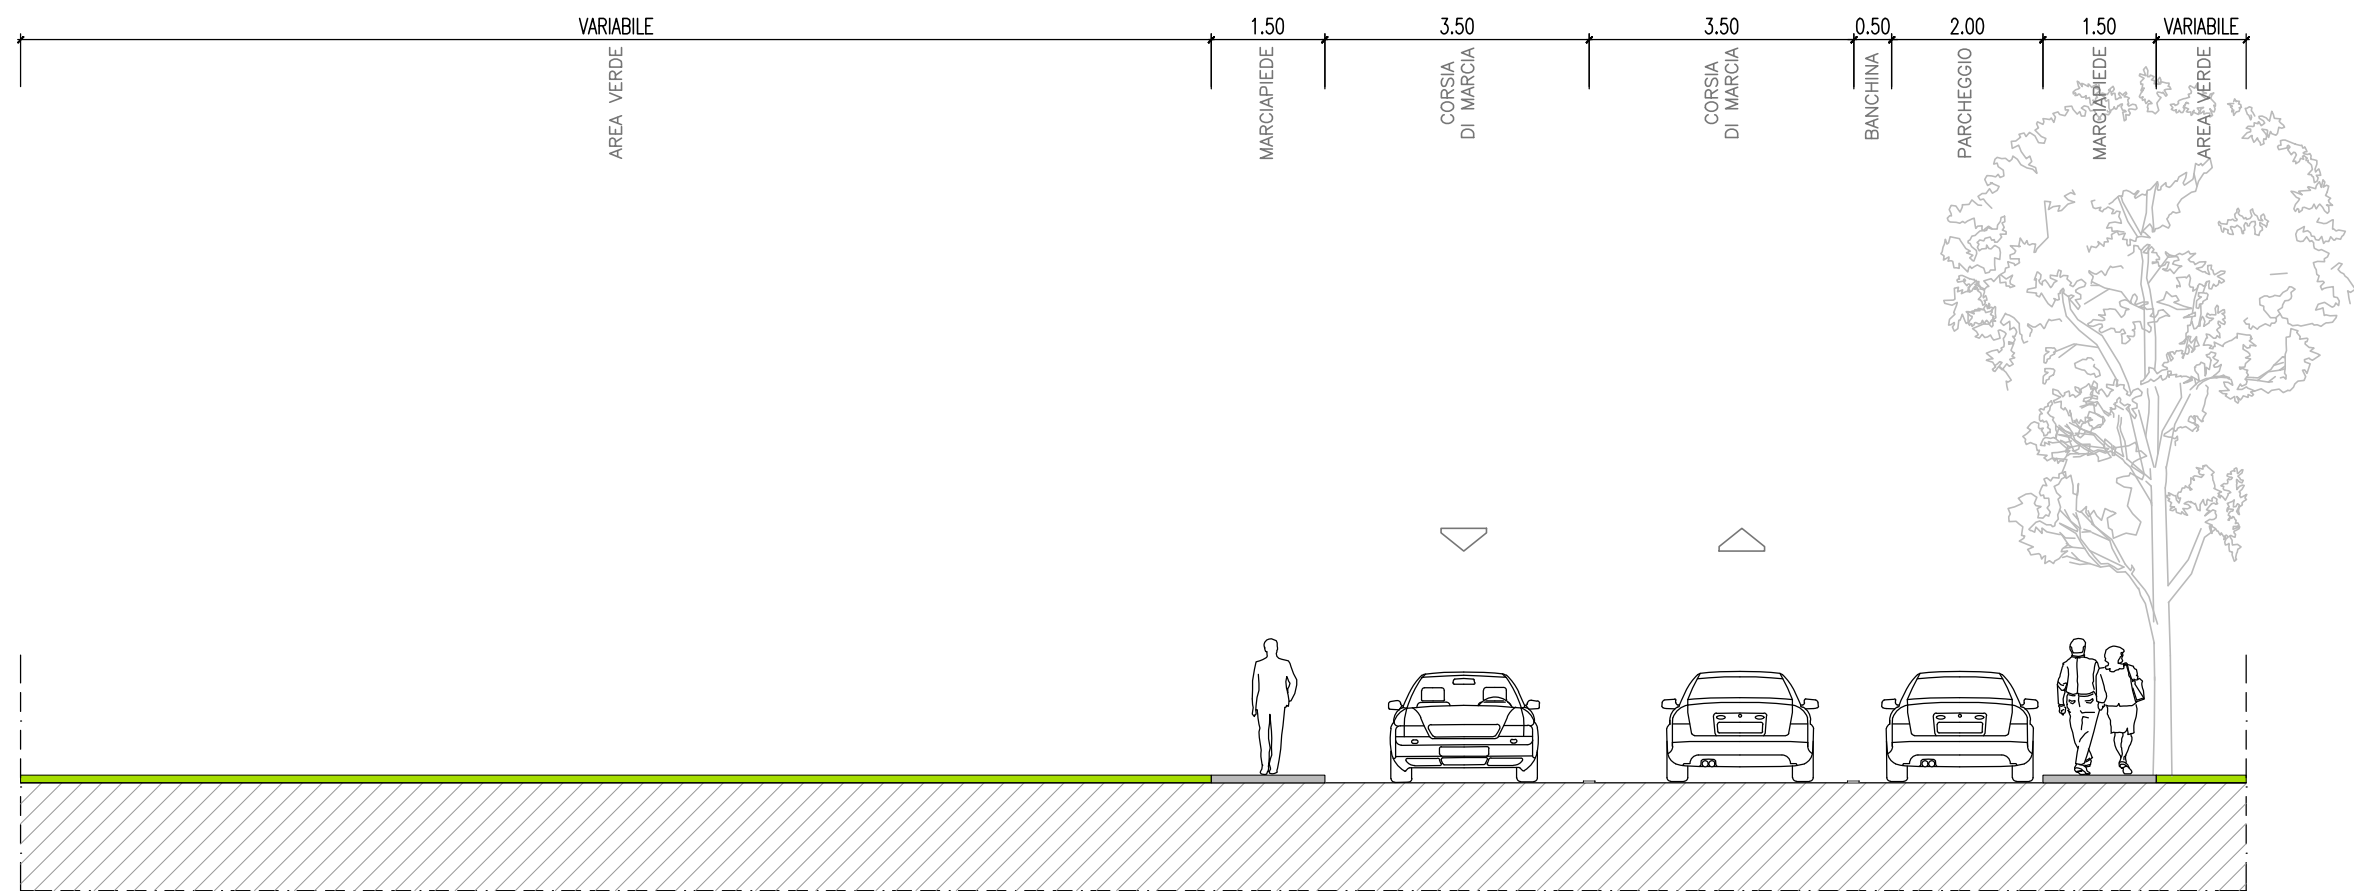 VARIABILE
1.50
3.50
3.50
0.50
2.00
1.50
VARIABILE
AREA VERDE
MARCIAPIEDE
CORSIA
DI MARCIA
CORSIA
DI MARCIA
BANCHINA
PARCHEGGIO
MARCIAPIEDE
AREA VERDE